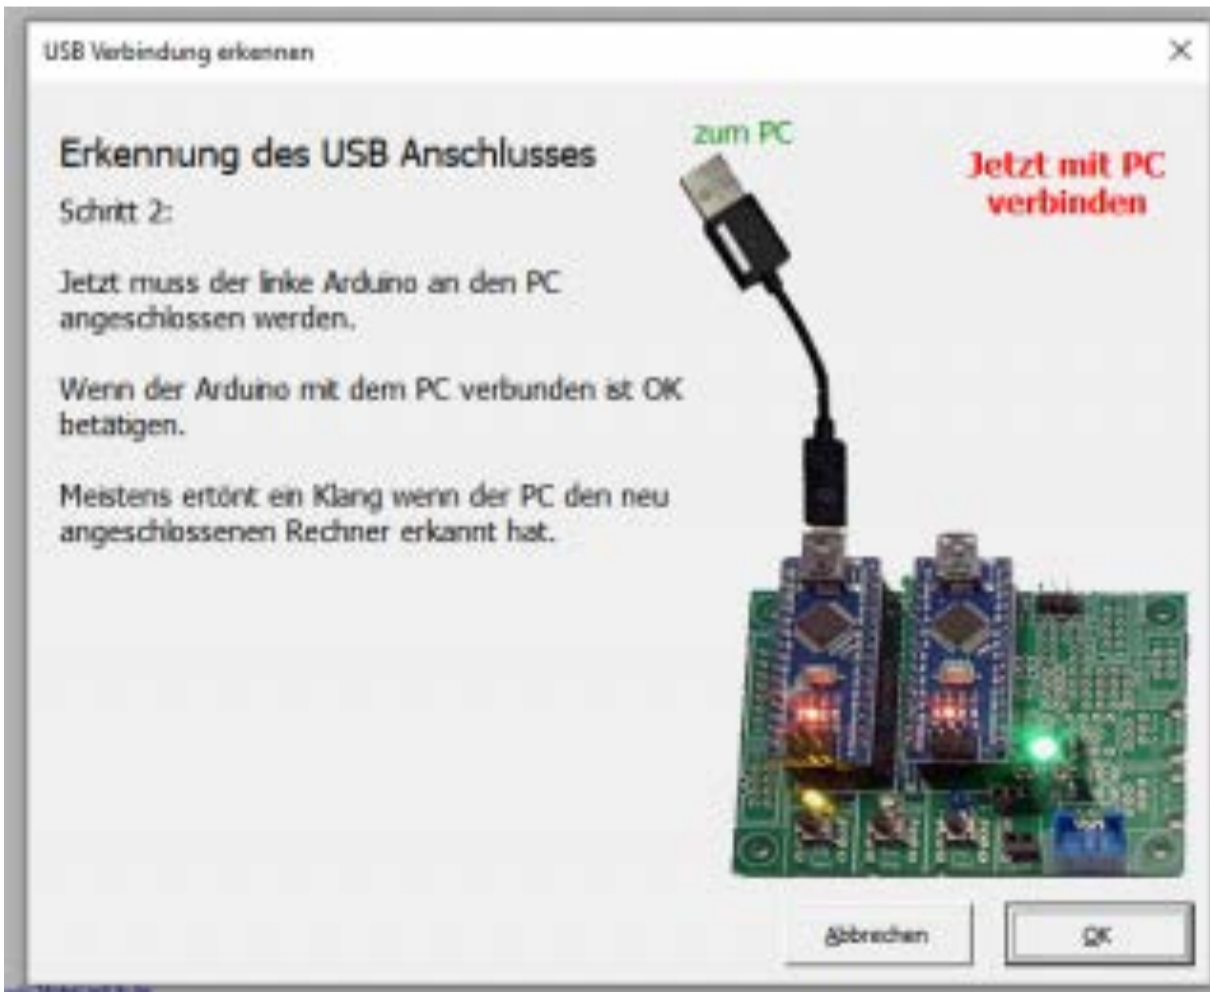 USB Verbindung erkennen
zum PC
Erkennung des USB Anschlusses
Jetzt mit PC
verbinden
Schritt 2:
Jetzt muss der linke Arduino an den PC
angeschlossen werden.
Wenn der Arduino mit dem PC verbunden ist OK
betätigen.
Meistens ertönt ein Klang wenn der PC den neu
angeschlossenen Rechner erkannt hat.
Abbrechen
OK